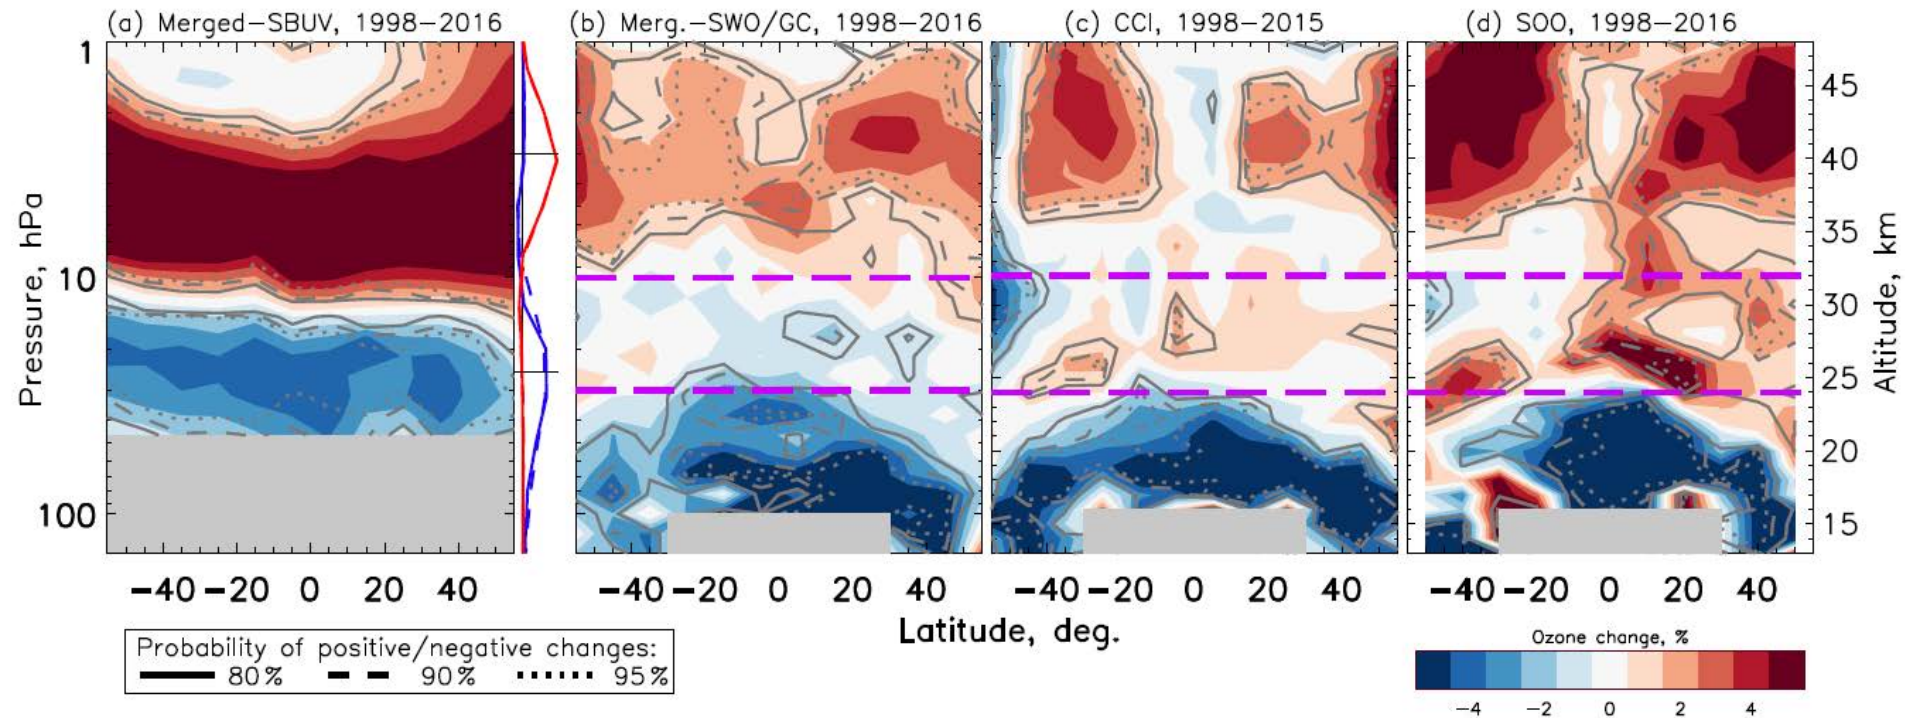 (a) Merged−SBUV, 1998−2016
(b) Merg.−SWO/GC, 1998−2016
(c) CCI, 1998−2015
(d) SOO, 1998−2016
Pressure, hPa
1
10
100
45
40
35
30
25
20
15
Altitude, km
−40 −20 0 20 40
−40 −20 0 20 40
−40 −20 0 20 40
−40 −20 0 20 40
Latitude, deg.
Probability of positive/negative changes:
80% 90% 95%
Ozone change, %
−4 −2 0 2 4